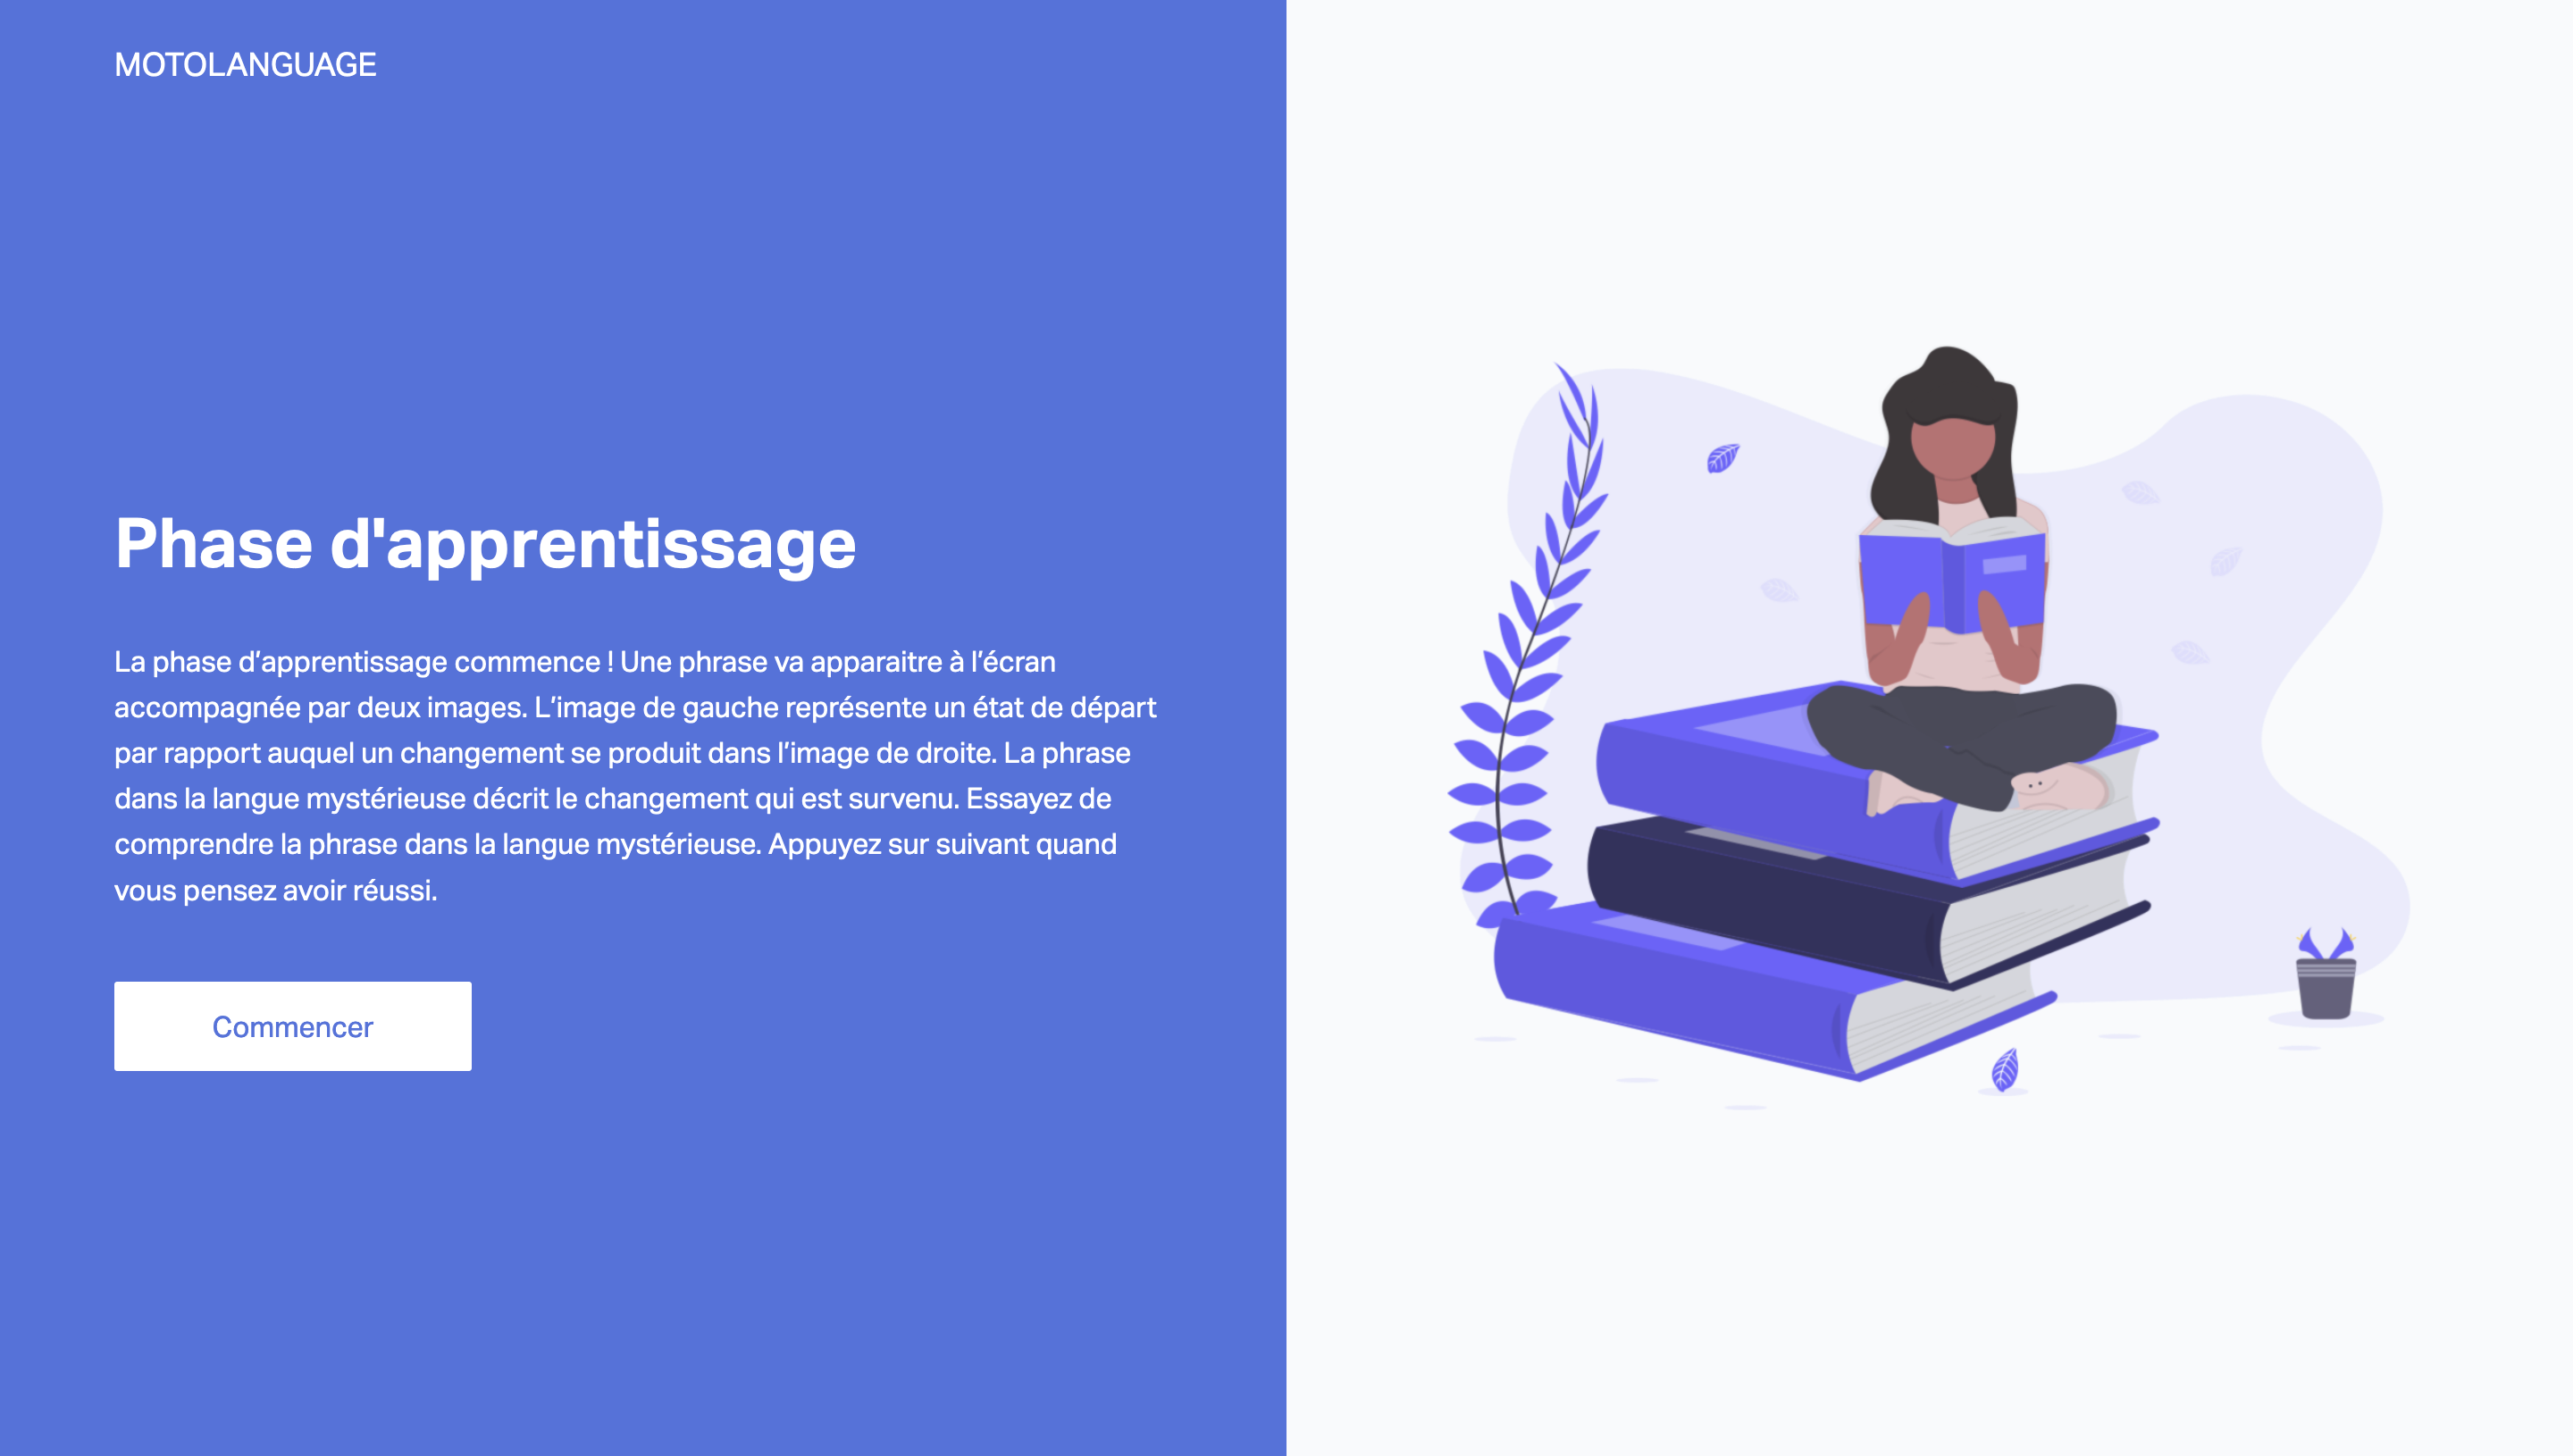 MOTOLANGUAGE
Phase d'apprentissage
La phase d’apprentissage commence ! Une phrase va apparaitre à l’écran
accompagnée par deux images. L’image de gauche représente un état de départ
par rapport auquel un changement se produit dans l’image de droite. La phrase
dans la langue mystérieuse décrit le changement qui est survenu. Essayez de
comprendre la phrase dans la langue mystérieuse. Appuyez sur suivant quand
vous pensez avoir réussi.
Commencer